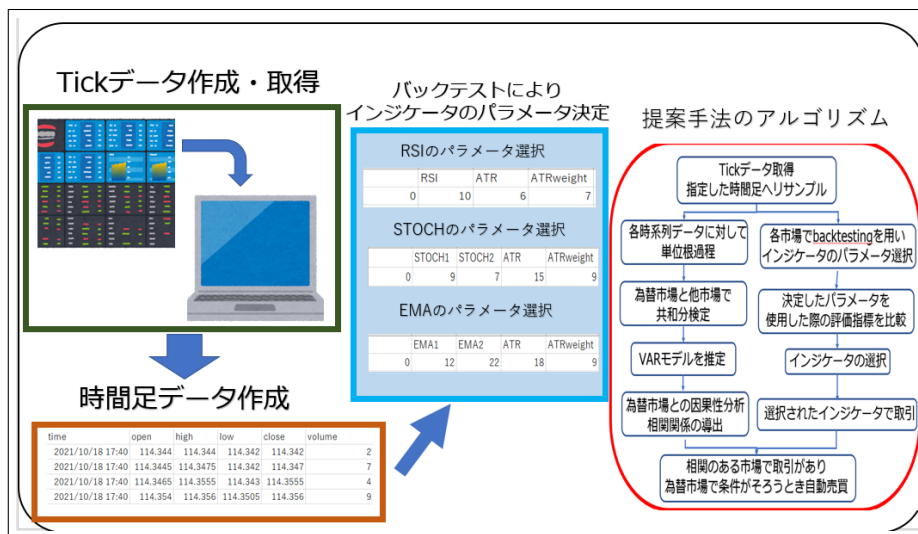 Tickデータ作成・取得
時間足データ作成
time open high low close volume
2021/10/18 17:40 114.344 114.344 114.342 114.342 2
2021/10/18 17:40 114.3445 114.3475 114.342 114.347 7
2021/10/18 17:40 114.3465 114.3555 114.343 114.3555 4
2021/10/18 17:40 114.354 114.356 114.3505 114.356 9
バックテストにより
インジケータのパラメータ決定
RSIのパラメータ選択
RSI ATR ATRweight
0 10 6 7
STOCHのパラメータ選択
STOCH1 STOCH2 ATR ATRweight
0 9 7 15 9
EMAのパラメータ選択
EMA1 EMA2 ATR ATRweight
0 12 22 18 9
提案手法のアルゴリズム
Tickデータ取得
指定した時間足へリサンプル
各時系列データに対して
単位根過程
為替市場と他市場で
共和分検定
VARモデルを推定
為替市場との因果性分析
相関関係の導出
各市場でbacktestingを用い
インジケータのパラメータ選択
決定したパラメータを
使用した際の評価指標を比較
インジケータの選択
選択されたインジケータで取引
相関のある市場で取引があり
為替市場で条件がそろうとき自動売買